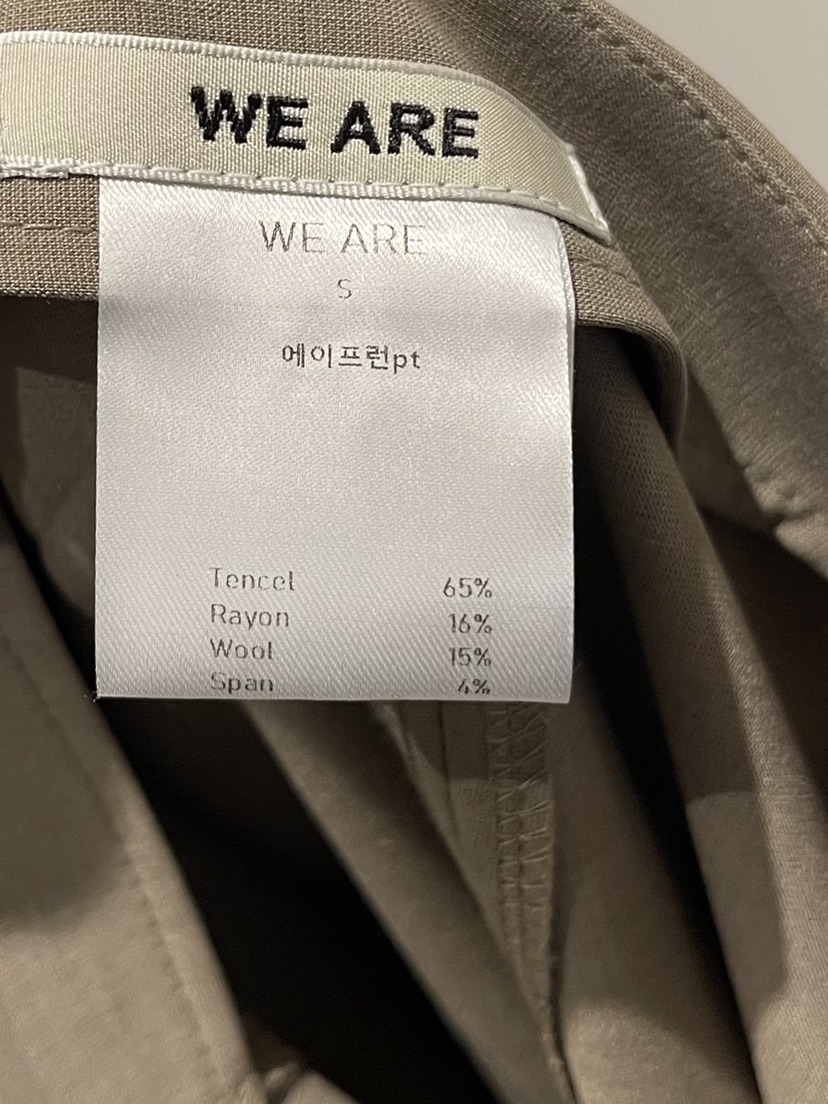 WE ARE
WE ARE
S
에이프런pt
Tencel 65%
Rayon 16%
Wool 15%
Span 4%